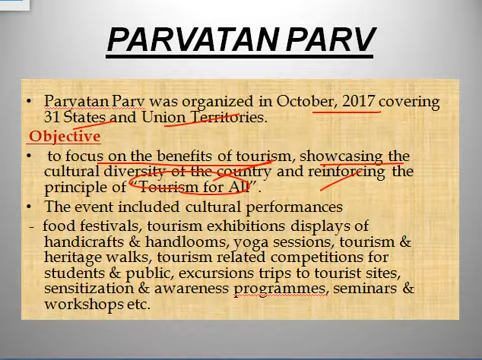 PARVATAN PARV
• Parvatan Parv was organized in October, 2017 covering
31 States and Union Territories.
Objective
• to focus on the benefits of tourism, showcasing the
cultural diversity of the country and reinforcing the
principle of “Tourism for All”.
• The event included cultural performances
- food festivals, tourism exhibitions displays of
handicrafts & handlooms, yoga sessions, tourism &
heritage walks, tourism related competitions for
students & public, excursions trips to tourist sites,
sensitization & awareness programmes, seminars &
workshops etc.